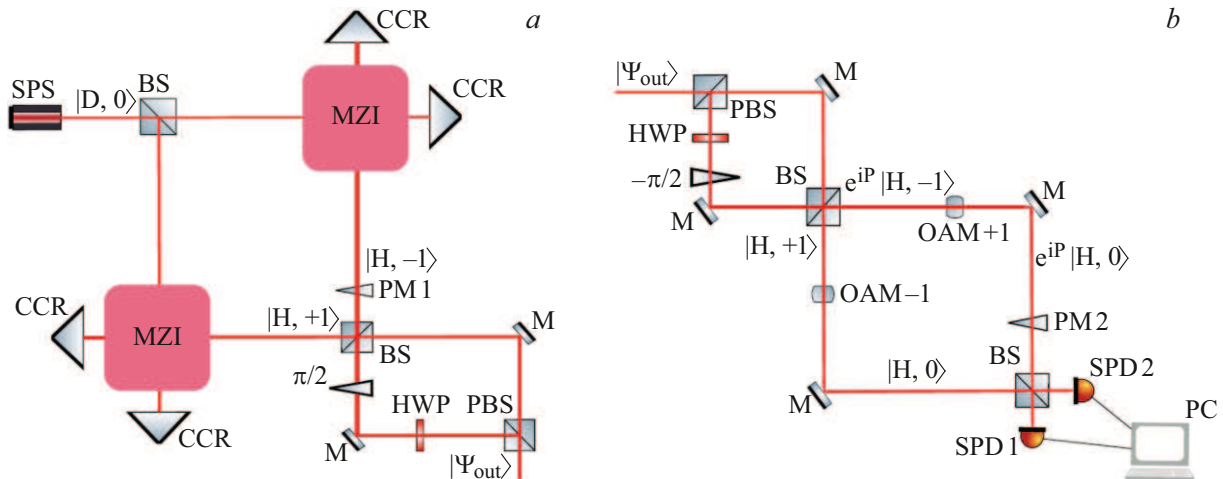 a
CCR
SPS
|D, 0⟩
BS
MZI
CCR
|H, −1⟩
PM 1
CCR
MZI
|H, +1⟩
BS
M
π/2
HWP
PBS
M
CCR
|Ψout⟩
b
|Ψout⟩
M
PBS
HWP
−π/2
BS
e^iP |H, −1⟩
M
M
OAM+1
|H, +1⟩
e^iP |H, 0⟩
OAM−1
PM 2
BS
|H, 0⟩
SPD 2
M
PC
SPD 1